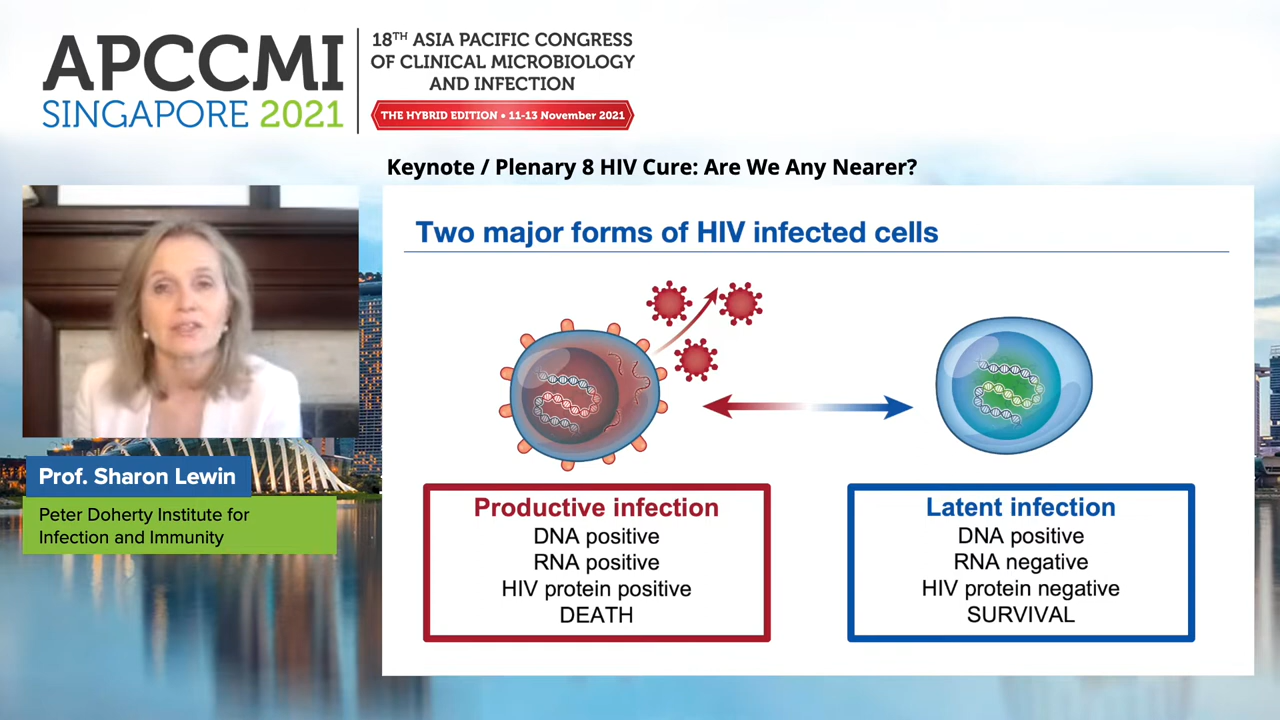 APCCMI
SINGAPORE 2021
18TH ASIA PACIFIC CONGRESS
OF CLINICAL MICROBIOLOGY
AND INFECTION
THE HYBRID EDITION • 11-13 November 2021
Keynote / Plenary 8 HIV Cure: Are We Any Nearer?
Two major forms of HIV infected cells
Prof. Sharon Lewin
Peter Doherty Institute for
Infection and Immunity
Productive infection
DNA positive
RNA positive
HIV protein positive
DEATH
Latent infection
DNA positive
RNA negative
HIV protein negative
SURVIVAL